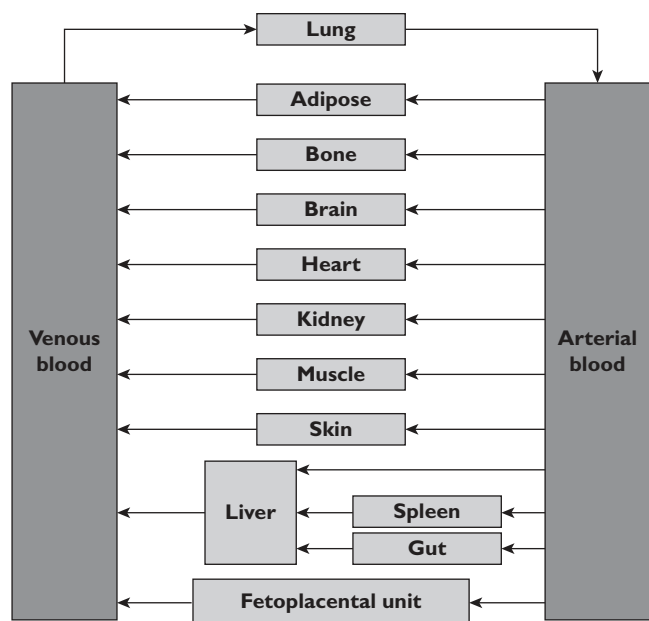 Lung
Adipose
Bone
Brain
Heart
Kidney
Venous
blood
Arterial
blood
Muscle
Skin
Liver
Spleen
Gut
Fetoplacental unit